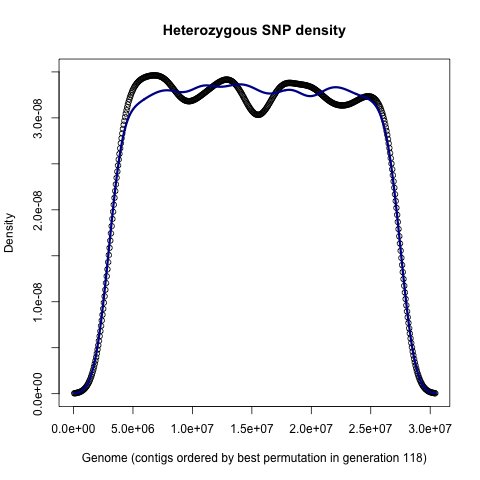 Heterozygous SNP density
Density
3.0e-08
2.0e-08
1.0e-08
0.0e+00
0.0e+00 5.0e+06 1.0e+07 1.5e+07 2.0e+07 2.5e+07 3.0e+07
Genome (contigs ordered by best permutation in generation 118)